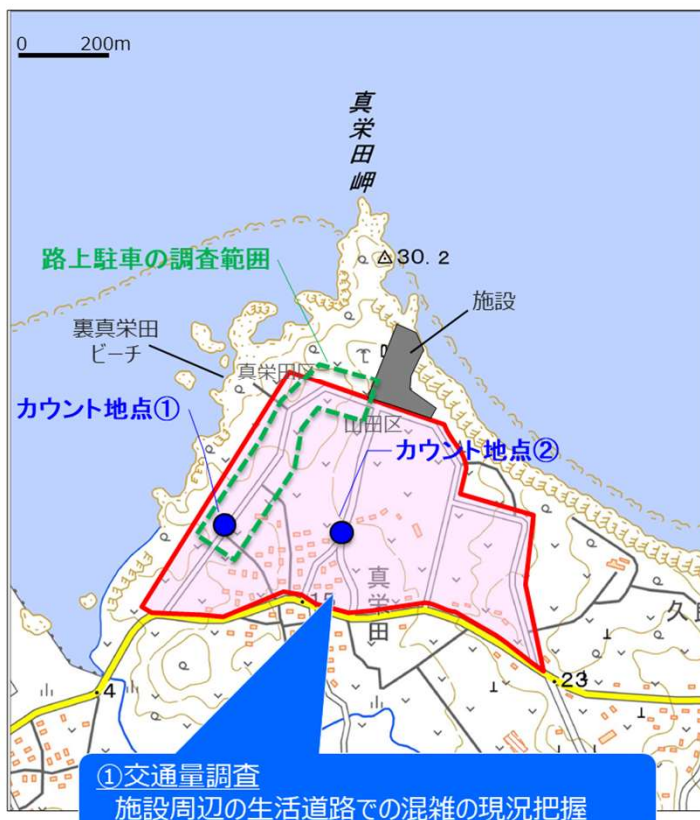 0 200m
真栄田岬
路上駐車の調査範囲
30.2
施設
裏真栄田
ビーチ
真栄田区
カウント地点①
山田区
カウント地点②
真栄田
15
久
4
23
①交通量調査
施設周辺の生活道路での混雑の現況把握